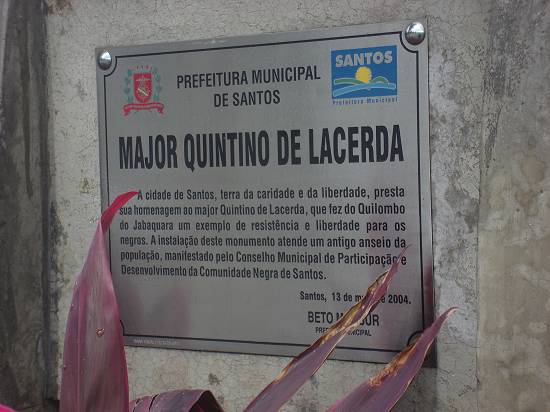 PREFEITURA MUNICIPAL
DE SANTOS
SANTOS
Prefeitura Municipal
MAJOR QUINTINO DE LACERDA
A cidade de Santos, terra da caridade e da liberdade, presta
sua homenagem ao major Quintino de Lacerda, que fez do Quilombo
do Jabaquara um exemplo de resistência e liberdade para os
negros. A instalação deste monumento atende um antigo anseio da
população, manifestado pelo Conselho Municipal de Participação e
Desenvolvimento da Comunidade Negra de Santos.
Santos, 13 de 2004.
BETO